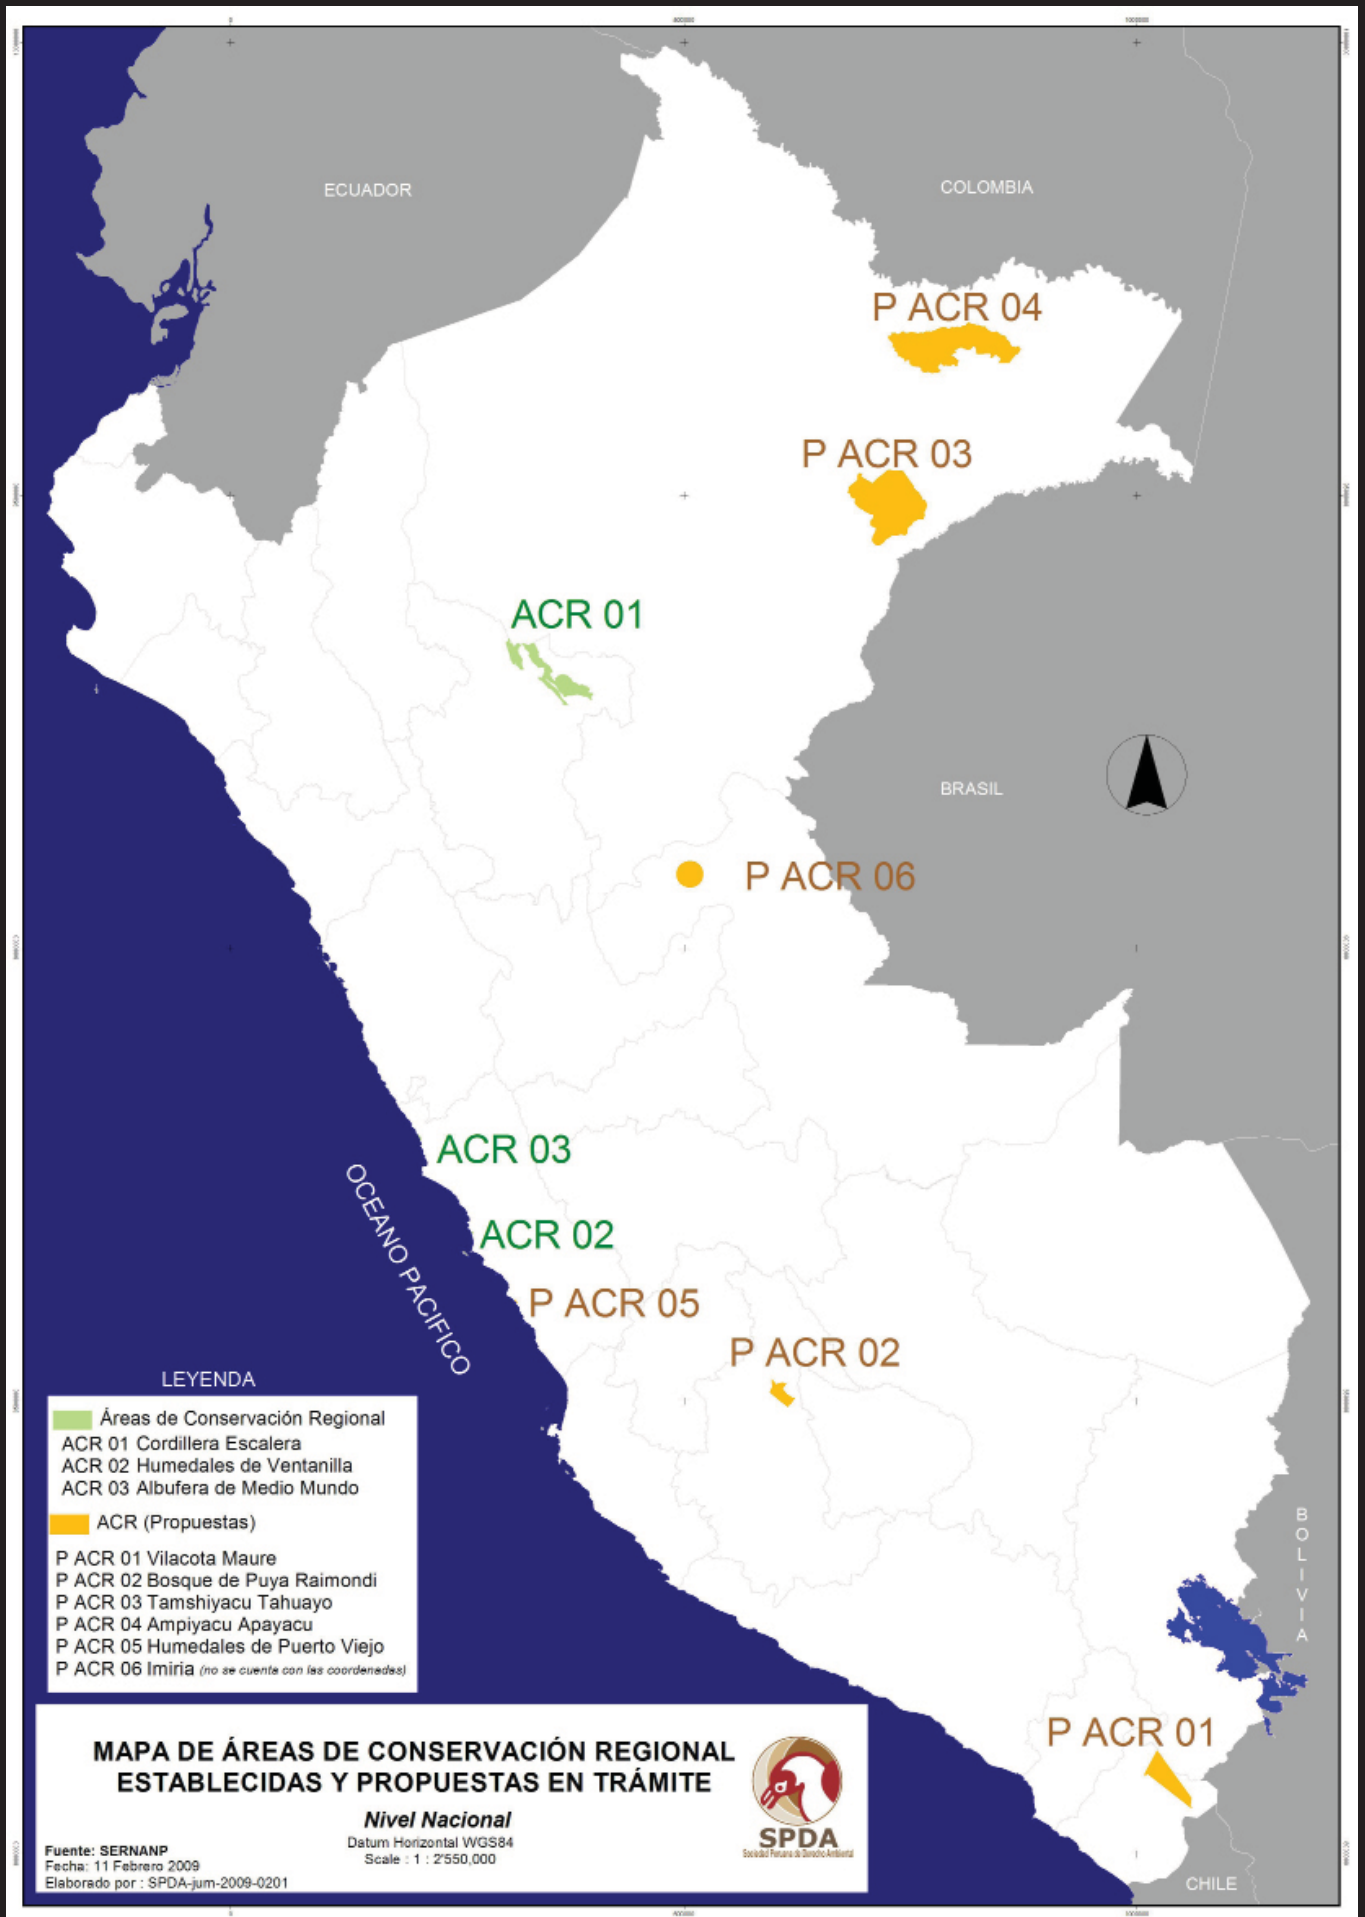 ECUADOR
COLOMBIA
P ACR 04
P ACR 03
ACR 01
BRASIL
P ACR 06
ACR 03
ACR 02
OCEANO PACIFICO
P ACR 05
P ACR 02
LEYENDA
Áreas de Conservación Regional
ACR 01 Cordillera Escalera
ACR 02 Humedales de Ventanilla
ACR 03 Albufera de Medio Mundo
ACR (Propuestas)
P ACR 01 Vilacota Maure
P ACR 02 Bosque de Puya Raimondi
P ACR 03 Tamshiyacu Tahuayo
P ACR 04 Ampiyacu Apayacu
P ACR 05 Humedales de Puerto Viejo
P ACR 06 Imiria (no se cuenta con las coordenadas)
BOLIVIA
P ACR 01
MAPA DE ÁREAS DE CONSERVACIÓN REGIONAL
ESTABLECIDAS Y PROPUESTAS EN TRÁMITE
Nivel Nacional
Datum Horizontal WGS84
Scale : 1 : 2'550,000
Fuente: SERNANP
Fecha: 11 Febrero 2009
Elaborado por : SPDA-jum-2009-0201
SPDA
Sociedad Peruana de Derecho Ambiental
CHILE